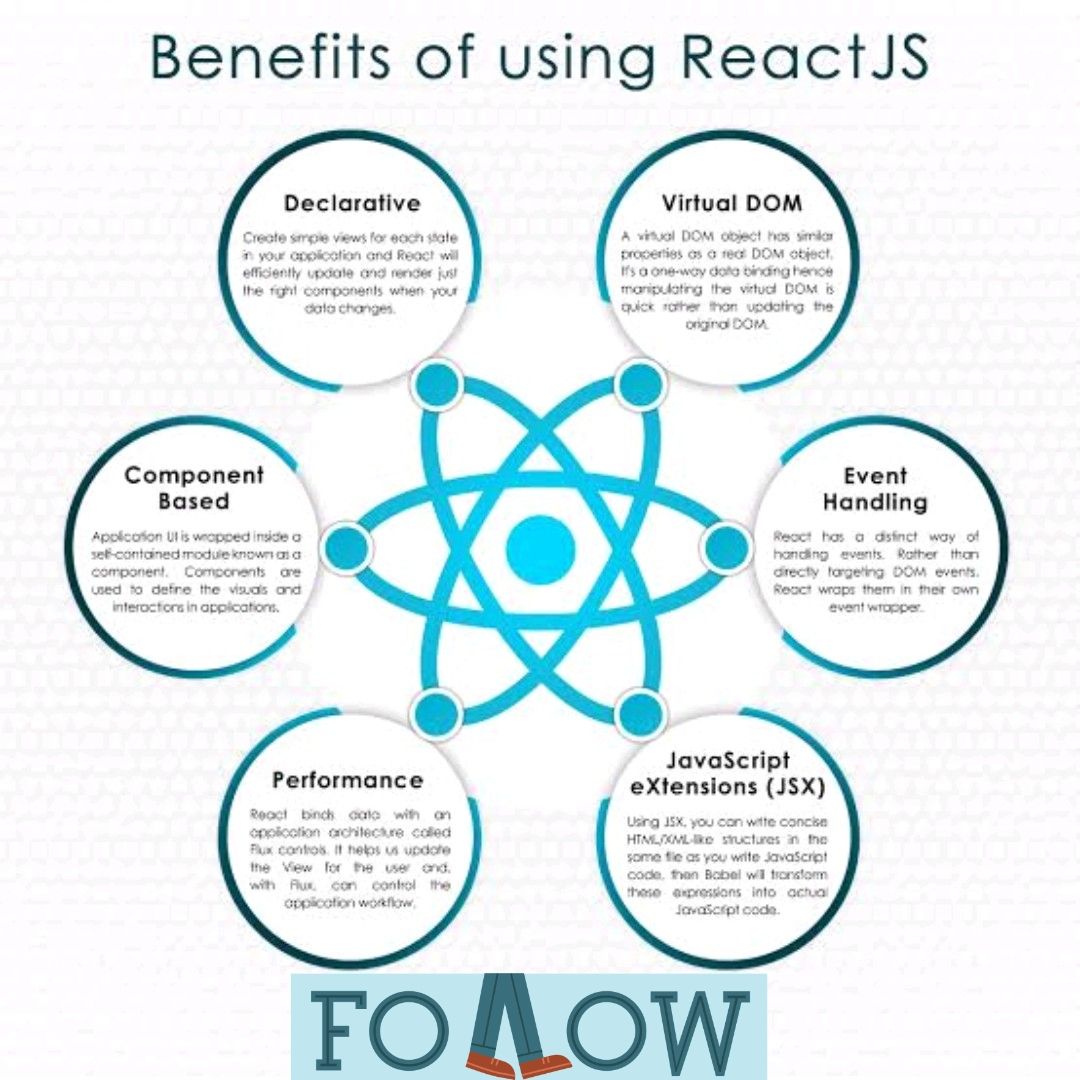 Benefits of using ReactJS
Declarative
Create simple views for each state
in your application and React will
efficiently update and render just
the right components when your
data changes.
Virtual DOM
A virtual DOM object has similar
properties as a real DOM object.
It's a one-way data binding hence
manipulating the virtual DOM is
quick rather than updating the
original DOM.
Component
Based
Application UI is wrapped inside a
self-contained module known as a
component. Components are
used to define the visuals and
interactions in applications.
Event
Handling
React has a distinct way of
handling events. Rather than
directly targeting DOM events,
React wraps them in their own
event wrapper.
Performance
React binds data with an
application architecture called
Flux controls. It helps us update
the View for the user and,
with Flux, can control the
application workflow.
JavaScript
eXtensions (JSX)
Using JSX, you can write concise
HTML/XML-like structures in the
same file as you write JavaScript
code, then Babel will transform
these expressions into actual
JavaScript code.
FOLLOW